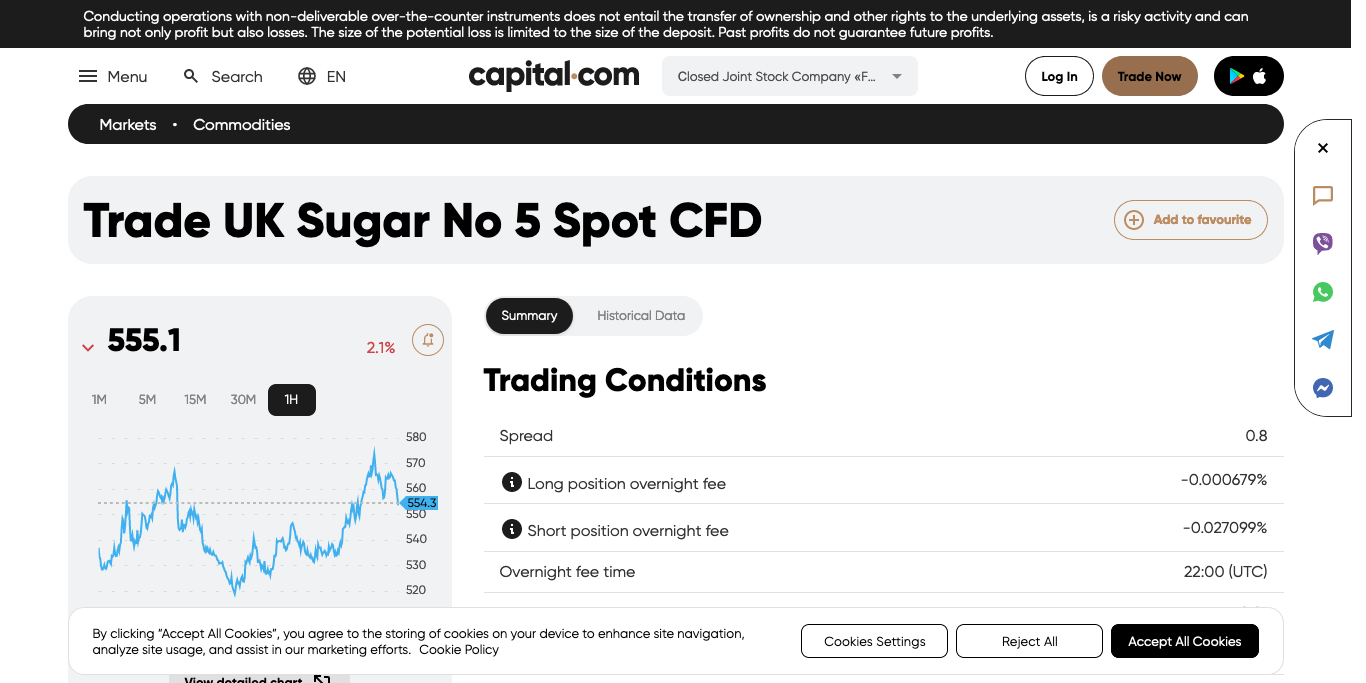 Conducting operations with non-deliverable over-the-counter instruments does not entail the transfer of ownership and other rights to the underlying assets, is a risky activity and can
bring not only profit but also losses. The size of the potential loss is limited to the size of the deposit. Past profits do not guarantee future profits.
Menu
Search
EN
capital.com
Closed Joint Stock Company «F...
Log In
Trade Now
Markets • Commodities
Trade UK Sugar No 5 Spot CFD
Add to favourite
555.1
2.1%
1M 5M 15M 30M 1H
580
570
560
554.3
550
540
530
520
Summary
Historical Data
Trading Conditions
Spread 0.8
Long position overnight fee -0.000679%
Short position overnight fee -0.027099%
Overnight fee time 22:00 (UTC)
By clicking “Accept All Cookies”, you agree to the storing of cookies on your device to enhance site navigation,
analyze site usage, and assist in our marketing efforts. Cookie Policy
Cookies Settings
Reject All
Accept All Cookies
View detailed chart